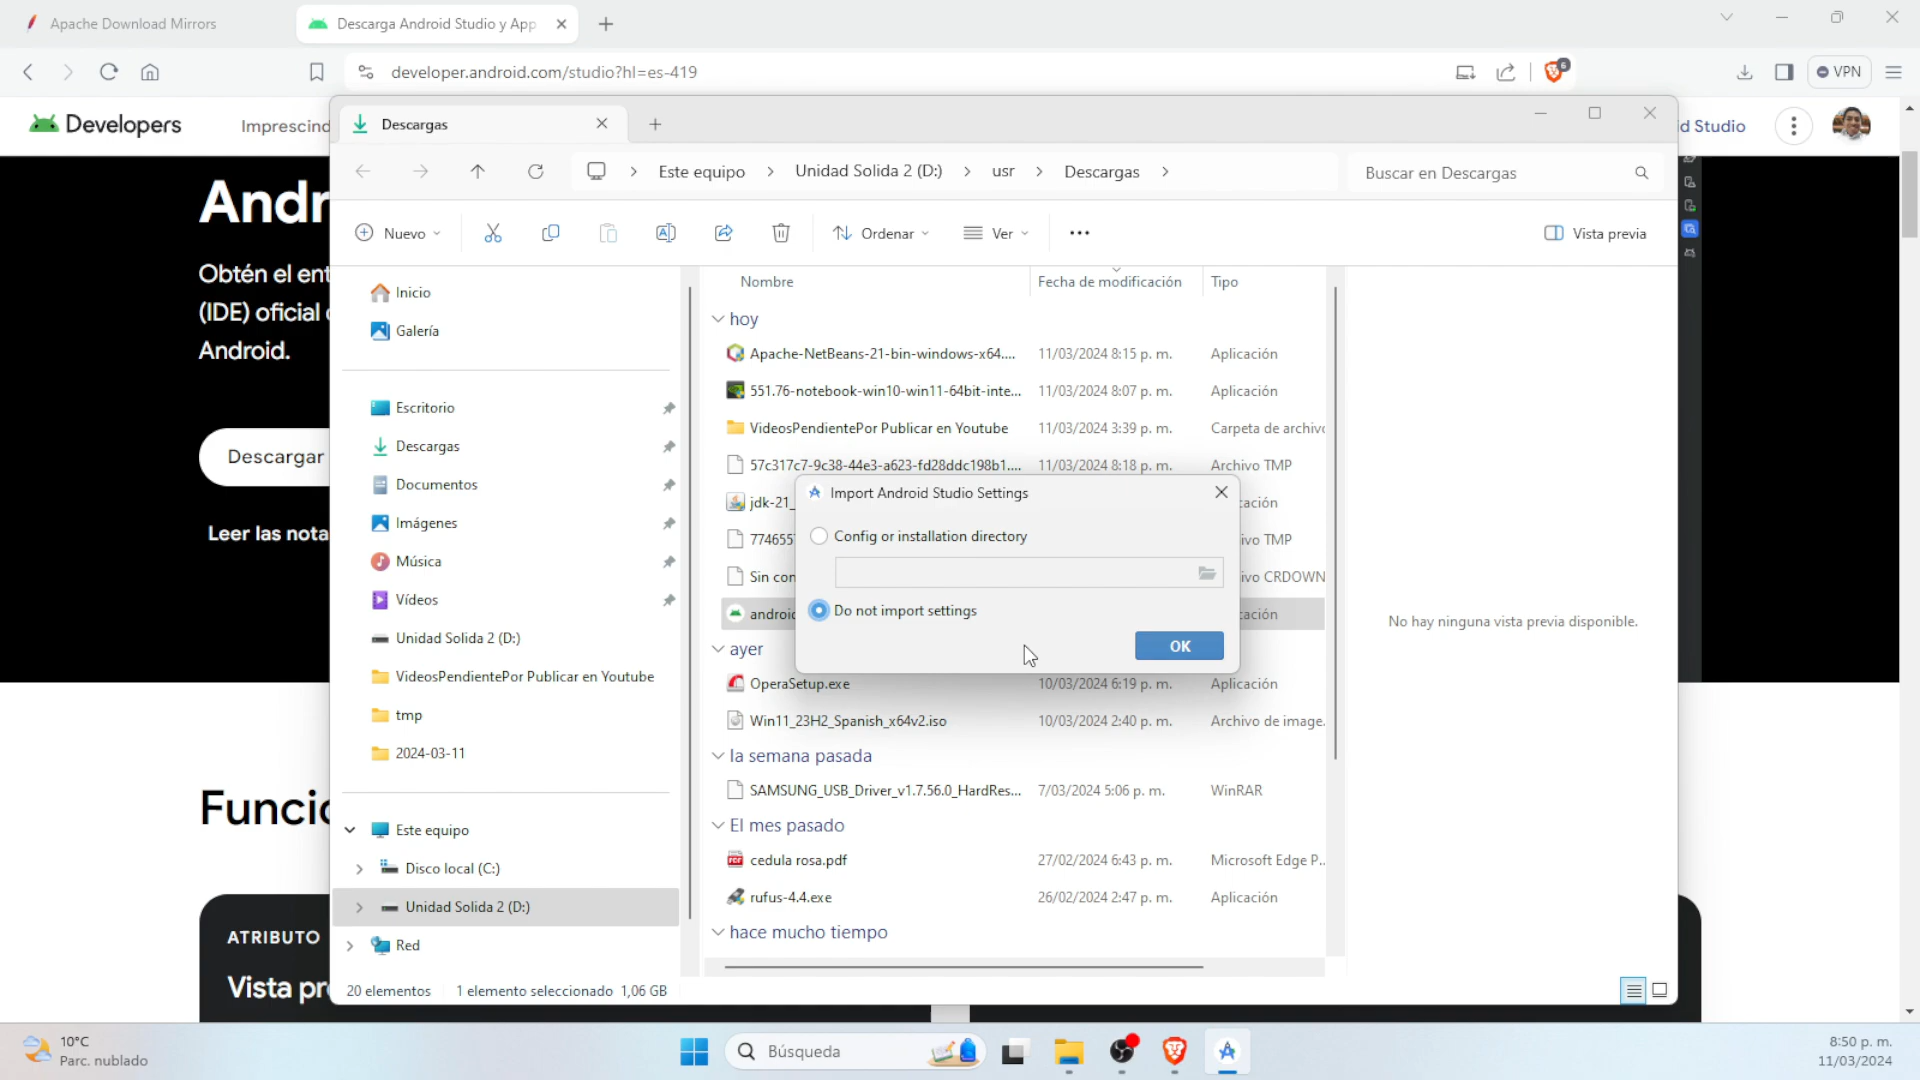 Apache Download Mirrors
Descarga Android Studio y App
developer.android.com/studio?hl=es-419
6
VPN
Developers
Imprescind
d Studio
Andr
Obtén el ent
(IDE) oficial
Android.
Descargar
Leer las nota
Funcio
ATRIBUTO
Vista pre
Descargas
Este equipo
Unidad Solida 2 (D:)
usr
Descargas
Buscar en Descargas
Nuevo
Ordenar
Ver
Vista previa
Inicio
Galería
Escritorio
Descargas
Documentos
Imágenes
Música
Vídeos
Unidad Solida 2 (D:)
VideosPendientePor Publicar en Youtube
tmp
2024-03-11
Este equipo
Disco local (C:)
Unidad Solida 2 (D:)
Red
Nombre Fecha de modificación Tipo
hoy
Apache-NetBeans-21-bin-windows-x64.... 11/03/2024 8:15 p. m. Aplicación
551.76-notebook-win10-win11-64bit-inte... 11/03/2024 8:07 p. m. Aplicación
VideosPendientePor Publicar en Youtube 11/03/2024 3:39 p. m. Carpeta de archivo
57c317c7-9c38-44e3-a623-fd28ddc198b1.... 11/03/2024 8:18 p. m. Archivo TMP
jdk-21_ cación
774655 ivo TMP
Sin con ivo CRDOWN
android cación
ayer
OperaSetup.exe 10/03/2024 6:19 p. m. Aplicación
Win11_23H2_Spanish_x64v2.iso 10/03/2024 2:40 p. m. Archivo de image...
la semana pasada
SAMSUNG_USB_Driver_v1.7.56.0_HardRes... 7/03/2024 5:06 p. m. WinRAR
El mes pasado
cedula rosa.pdf 27/02/2024 6:43 p. m. Microsoft Edge P...
rufus-4.4.exe 26/02/2024 2:47 p. m. Aplicación
hace mucho tiempo
Import Android Studio Settings
Config or installation directory
Do not import settings
OK
No hay ninguna vista previa disponible.
20 elementos 1 elemento seleccionado 1,06 GB
10°C
Parc. nublado
Búsqueda
8:50 p. m.
11/03/2024